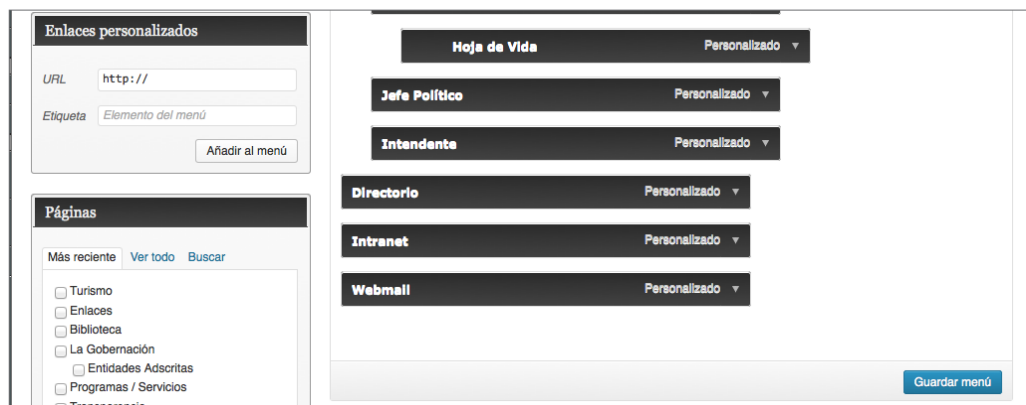 Enlaces personalizados
URL http://
Etiqueta Elemento del menú
Añadir al menú
Páginas
Más reciente Ver todo Buscar
Turismo
Enlaces
Biblioteca
La Gobernación
Entidades Adscritas
Programas / Servicios
Transparencia
Hoja de Vida Personalizado
Jefe Político Personalizado
Intendente Personalizado
Directorio Personalizado
Intranet Personalizado
Webmail Personalizado
Guardar menú